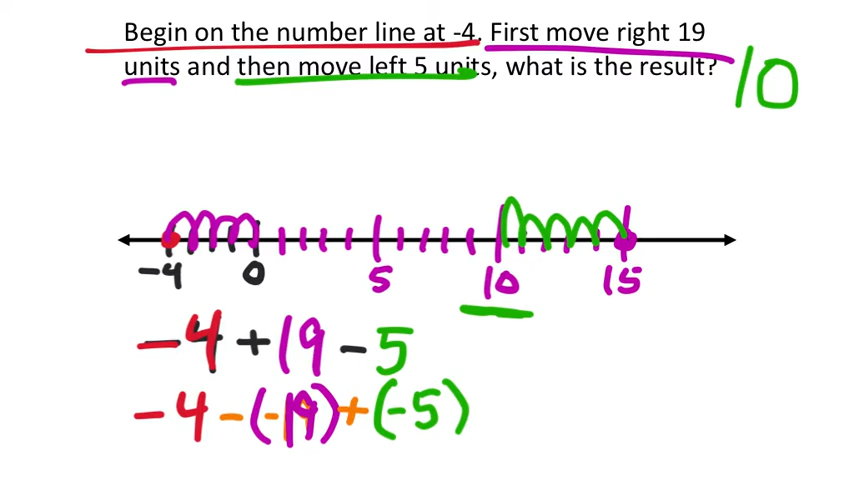 Begin on the number line at -4. First move right 19
units and then move left 5 units, what is the result?
10
-4 0 5 10 15
-4 + 19 - 5
-4 - (-19) + (-5)